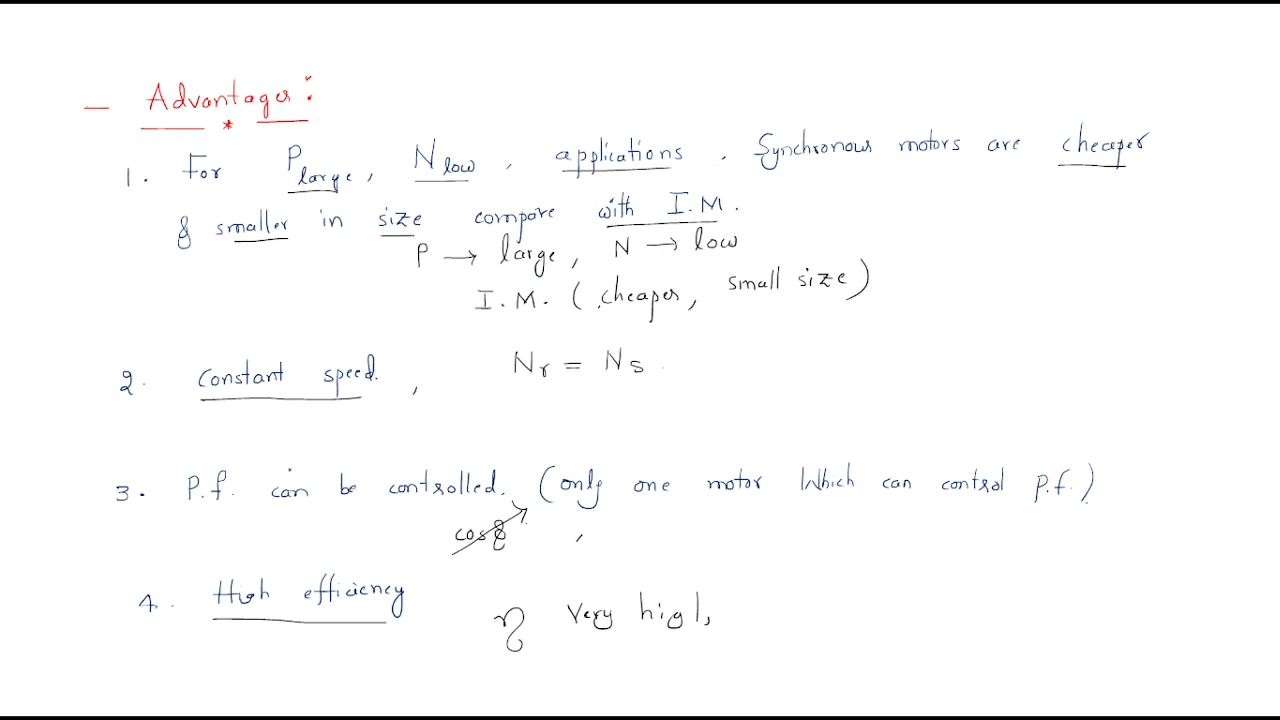 — Advantages:
1. For P large, N low, applications, Synchronous motors are cheaper
& smaller in size compare with I.M.
P → large, N → low
I.M. (cheaper, small size)
2. Constant speed, Nr = Ns.
3. P.f. can be controlled. (only one motor Which can control p.f.)
cosϕ,
4. High efficiency η very high,